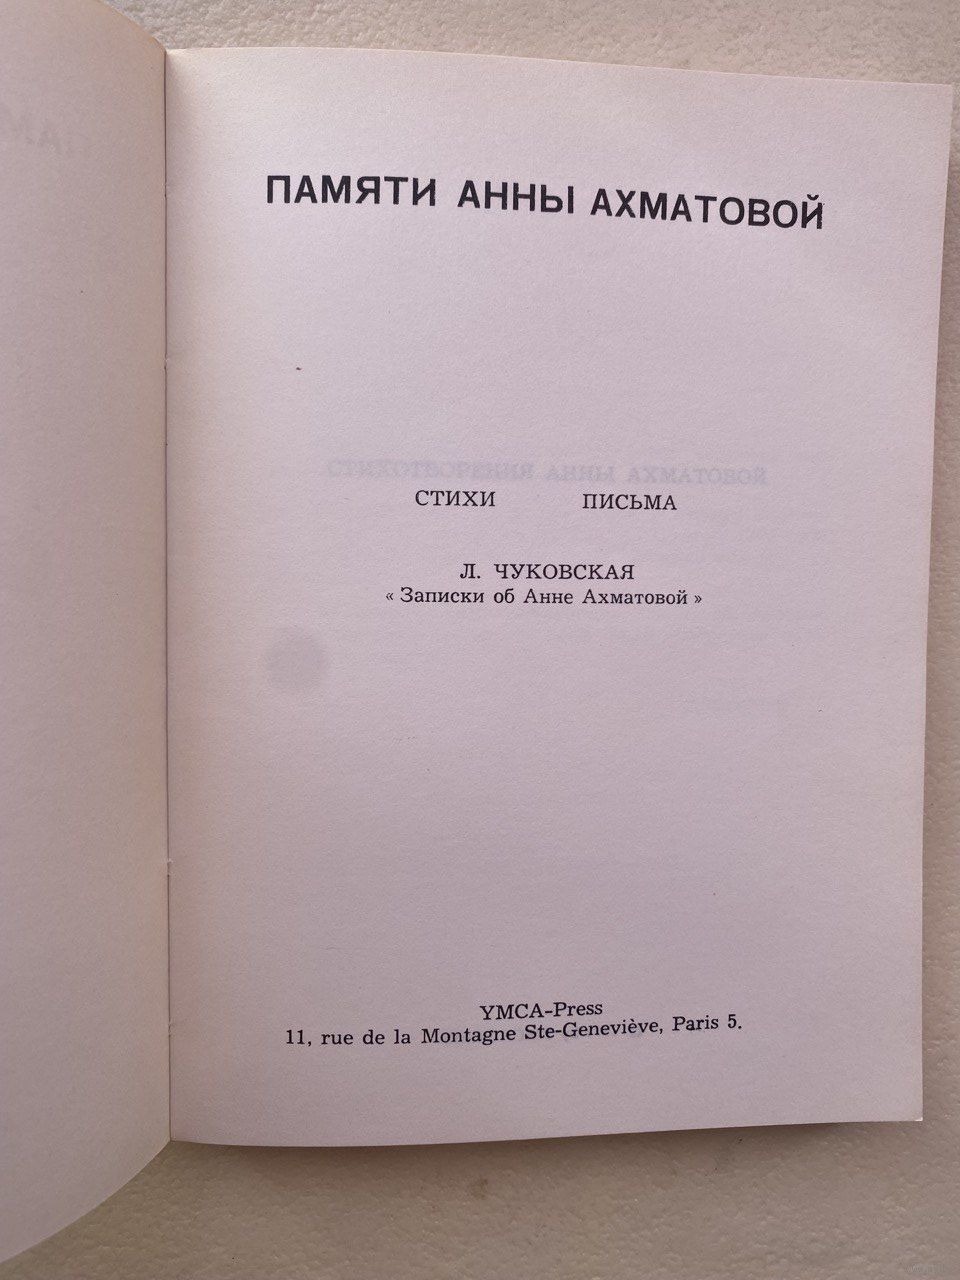 ПАМЯТИ АННЫ АХМАТОВОЙ
СТИХОТВОРЕНИЯ АННЫ АХМАТОВОЙ
СТИХИ ПИСЬМА
Л. ЧУКОВСКАЯ
« Записки об Анне Ахматовой »
YMCA-Press
11, rue de la Montagne Ste-Geneviève, Paris 5.